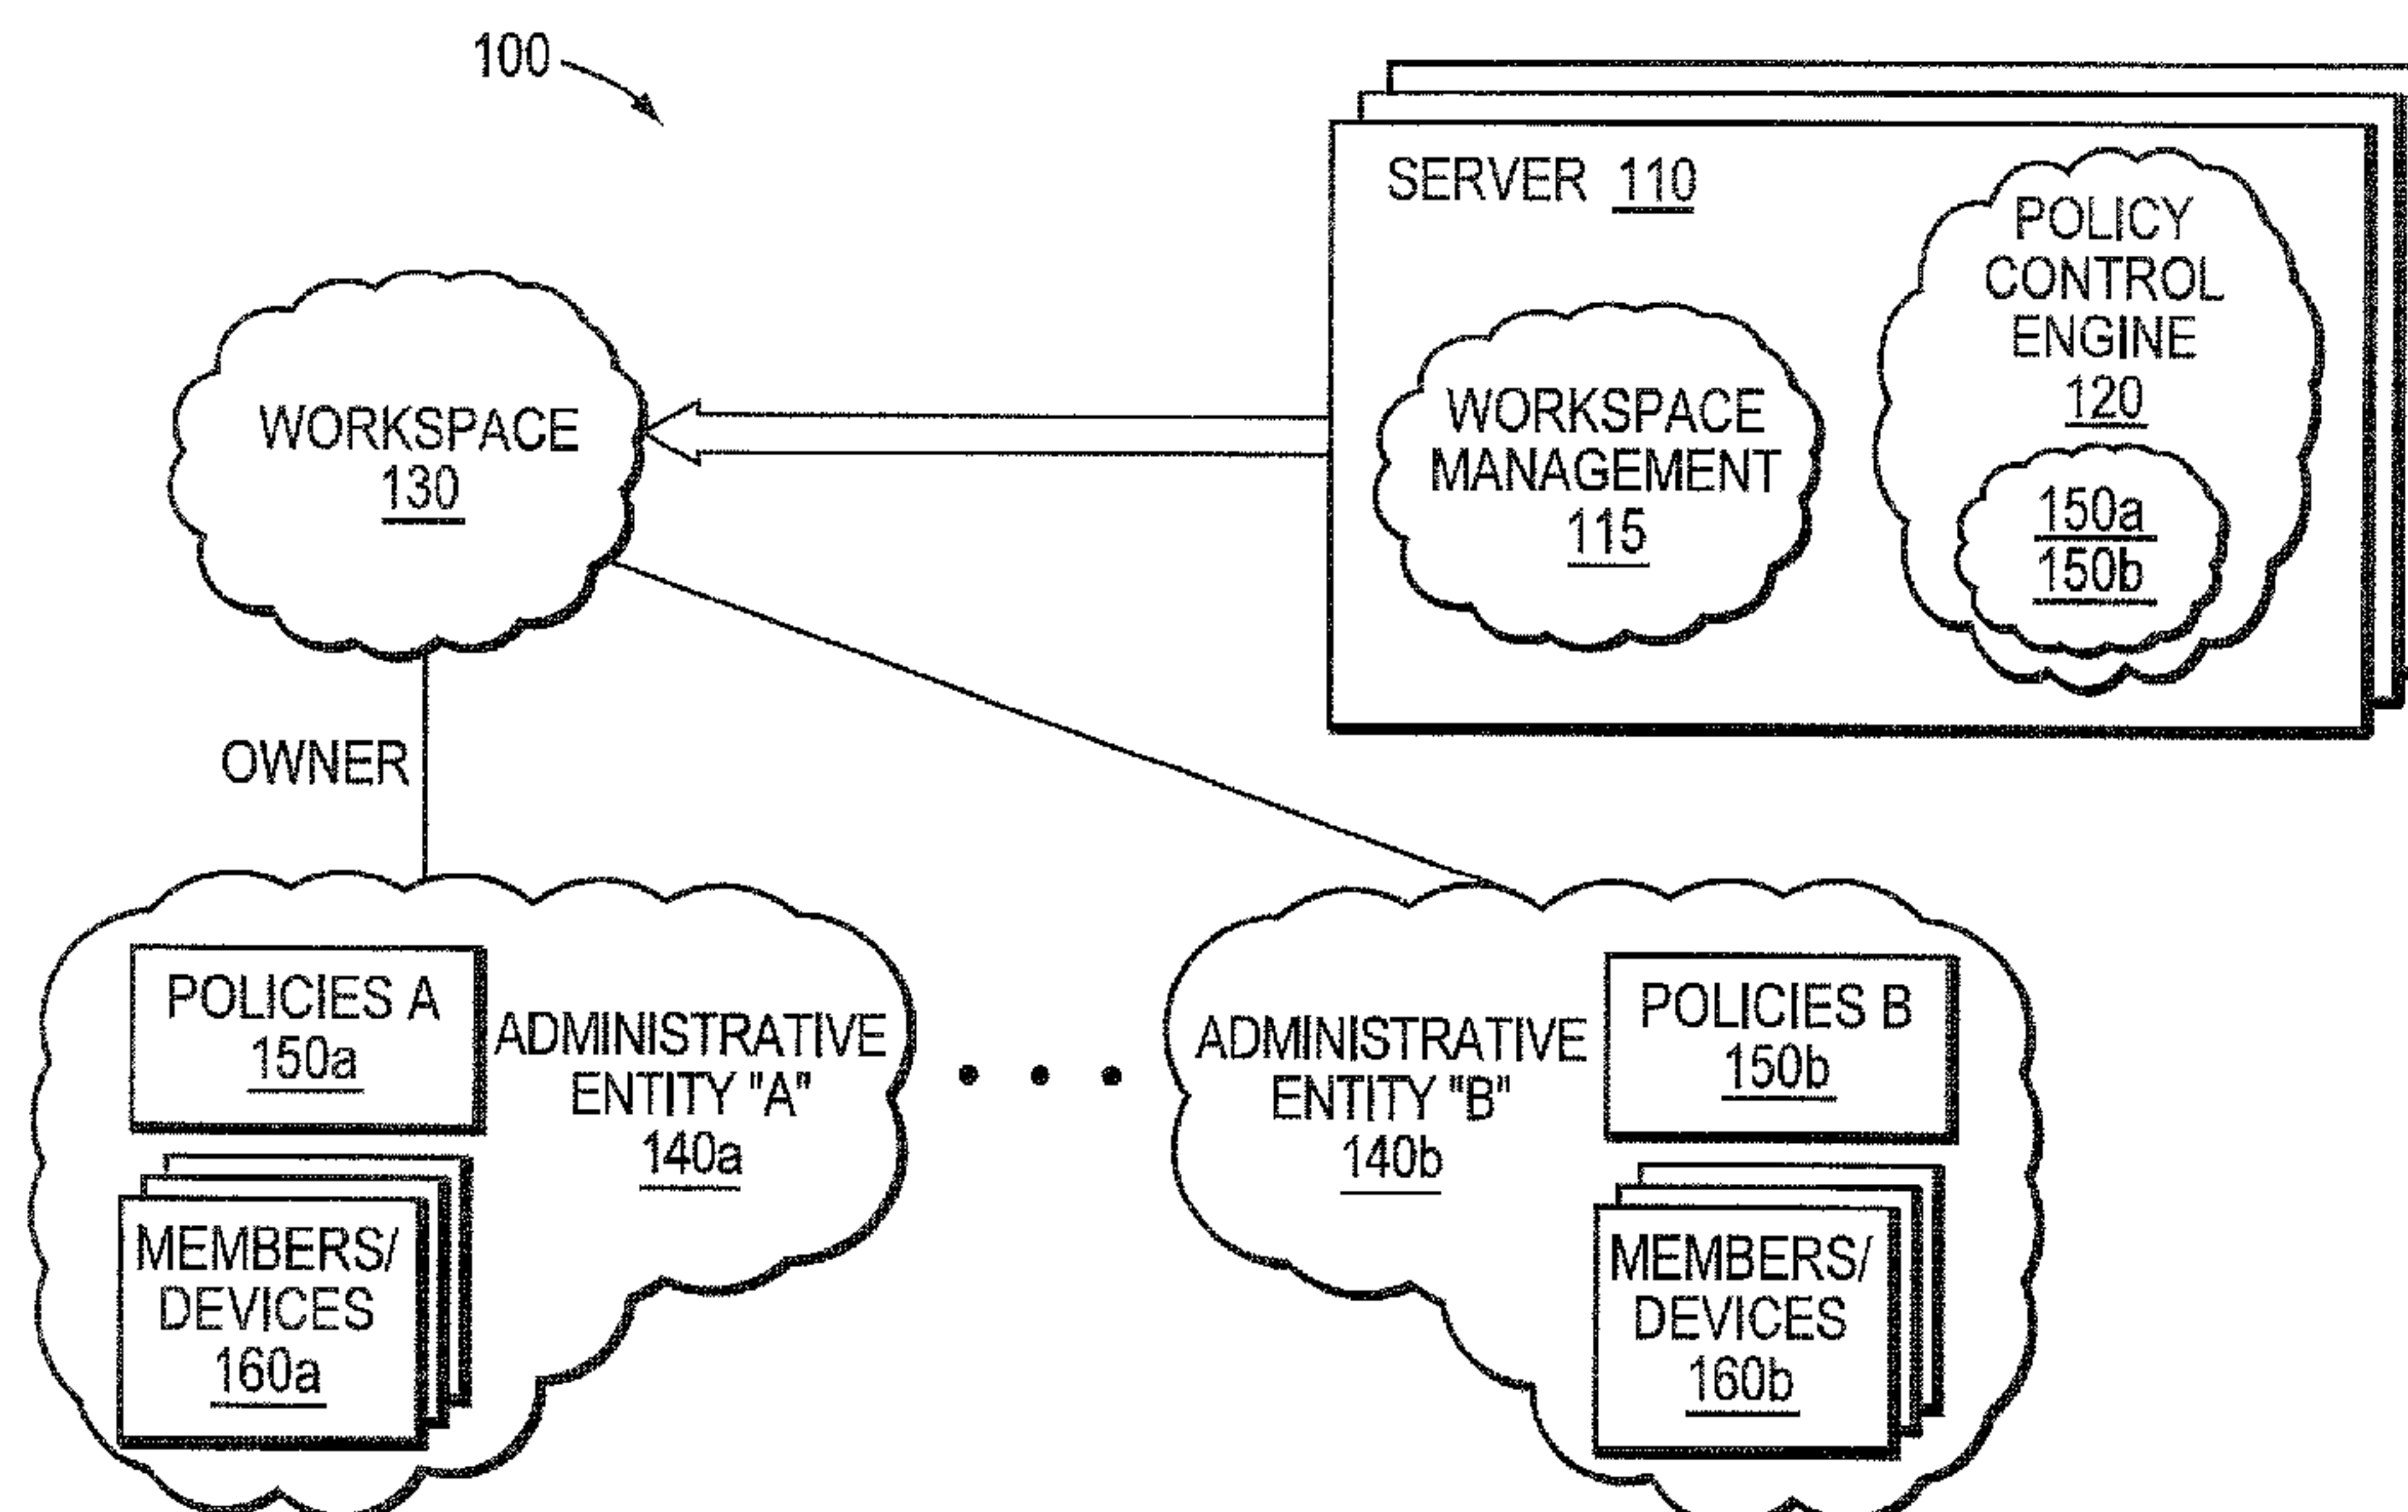 100
SERVER 110
POLICY
CONTROL
ENGINE
120
150a
150b
WORKSPACE
MANAGEMENT
115
WORKSPACE
130
OWNER
POLICIES A
150a
ADMINISTRATIVE
ENTITY "A"
140a
MEMBERS/
DEVICES
160a
ADMINISTRATIVE
ENTITY "B"
140b
POLICIES B
150b
MEMBERS/
DEVICES
160b